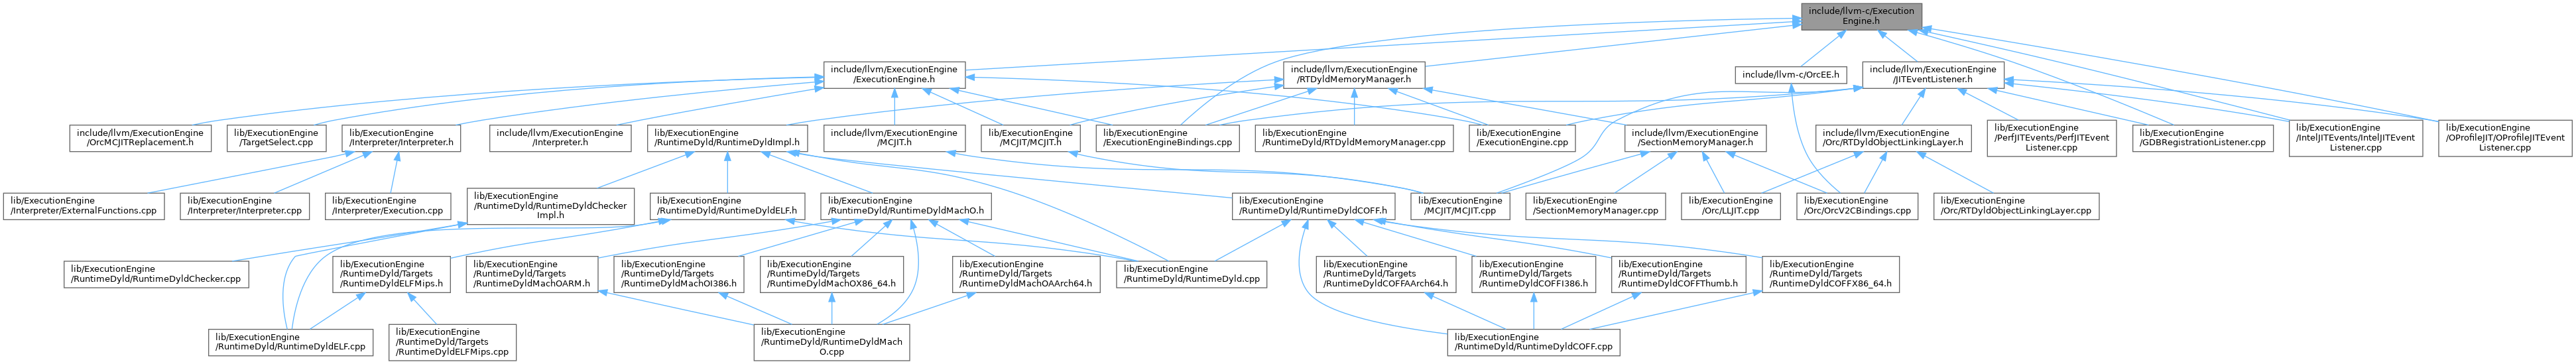 include/llvm-c/Execution
Engine.h
include/llvm/ExecutionEngine
/ExecutionEngine.h
include/llvm/ExecutionEngine
/RTDyldMemoryManager.h
include/llvm-c/OrcEE.h
include/llvm/ExecutionEngine
/JITEventListener.h
include/llvm/ExecutionEngine
/OrcMCJITReplacement.h
lib/ExecutionEngine
/TargetSelect.cpp
lib/ExecutionEngine
/Interpreter/Interpreter.h
include/llvm/ExecutionEngine
/Interpreter.h
lib/ExecutionEngine
/RuntimeDyld/RuntimeDyldImpl.h
include/llvm/ExecutionEngine
/MCJIT.h
lib/ExecutionEngine
/MCJIT/MCJIT.h
lib/ExecutionEngine
/ExecutionEngineBindings.cpp
lib/ExecutionEngine
/RuntimeDyld/RTDyldMemoryManager.cpp
lib/ExecutionEngine
/ExecutionEngine.cpp
include/llvm/ExecutionEngine
/SectionMemoryManager.h
include/llvm/ExecutionEngine
/Orc/RTDyldObjectLinkingLayer.h
lib/ExecutionEngine
/PerfJITEvents/PerfJITEvent
Listener.cpp
lib/ExecutionEngine
/GDBRegistrationListener.cpp
lib/ExecutionEngine
/IntelJITEvents/IntelJITEvent
Listener.cpp
lib/ExecutionEngine
/OProfileJIT/OProfileJITEvent
Listener.cpp
lib/ExecutionEngine
/Interpreter/ExternalFunctions.cpp
lib/ExecutionEngine
/Interpreter/Interpreter.cpp
lib/ExecutionEngine
/Interpreter/Execution.cpp
lib/ExecutionEngine
/RuntimeDyld/RuntimeDyldChecker
Impl.h
lib/ExecutionEngine
/RuntimeDyld/RuntimeDyldELF.h
lib/ExecutionEngine
/RuntimeDyld/RuntimeDyldMachO.h
lib/ExecutionEngine
/RuntimeDyld/RuntimeDyldCOFF.h
lib/ExecutionEngine
/MCJIT/MCJIT.cpp
lib/ExecutionEngine
/SectionMemoryManager.cpp
lib/ExecutionEngine
/Orc/LLJIT.cpp
lib/ExecutionEngine
/Orc/OrcV2CBindings.cpp
lib/ExecutionEngine
/Orc/RTDyldObjectLinkingLayer.cpp
lib/ExecutionEngine
/RuntimeDyld/RuntimeDyldChecker.cpp
lib/ExecutionEngine
/RuntimeDyld/Targets
/RuntimeDyldELFMips.h
lib/ExecutionEngine
/RuntimeDyld/Targets
/RuntimeDyldMachOARM.h
lib/ExecutionEngine
/RuntimeDyld/Targets
/RuntimeDyldMachOI386.h
lib/ExecutionEngine
/RuntimeDyld/Targets
/RuntimeDyldMachOX86_64.h
lib/ExecutionEngine
/RuntimeDyld/Targets
/RuntimeDyldMachOAArch64.h
lib/ExecutionEngine
/RuntimeDyld/RuntimeDyld.cpp
lib/ExecutionEngine
/RuntimeDyld/Targets
/RuntimeDyldCOFFAArch64.h
lib/ExecutionEngine
/RuntimeDyld/Targets
/RuntimeDyldCOFFI386.h
lib/ExecutionEngine
/RuntimeDyld/Targets
/RuntimeDyldCOFFThumb.h
lib/ExecutionEngine
/RuntimeDyld/Targets
/RuntimeDyldCOFFX86_64.h
lib/ExecutionEngine
/RuntimeDyld/RuntimeDyldELF.cpp
lib/ExecutionEngine
/RuntimeDyld/Targets
/RuntimeDyldELFMips.cpp
lib/ExecutionEngine
/RuntimeDyld/RuntimeDyldMach
O.cpp
lib/ExecutionEngine
/RuntimeDyld/RuntimeDyldCOFF.cpp